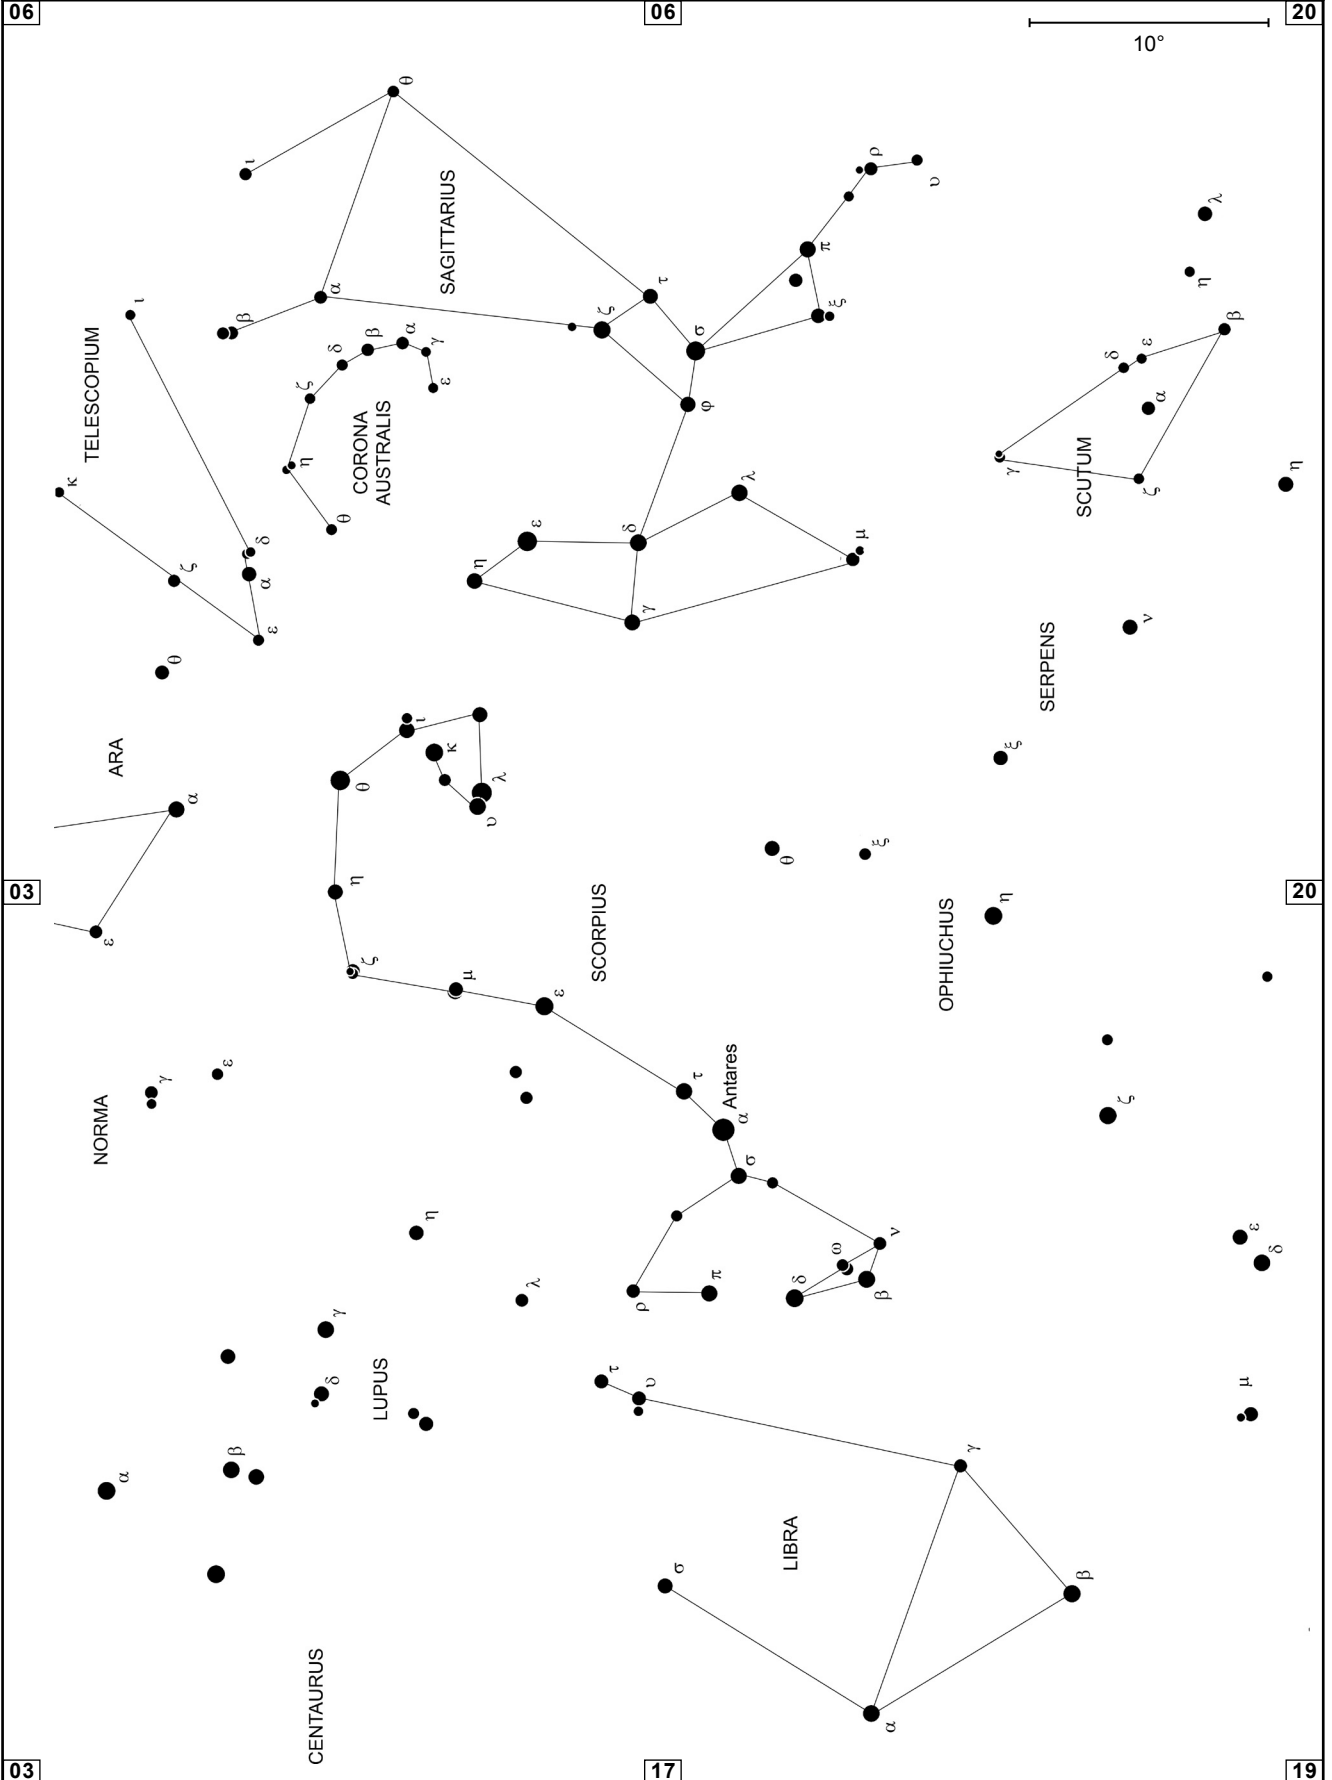 06
06
20
10°
θ
ι
SAGITTARIUS
ρ
υ
λ
α
τ
π
η
ι
β
ζ
ξ
σ
β
TELESCOPIUM
δ
β
α
γ
ε
ζ
φ
δ
ε
α
CORONA
AUSTRALIS
κ
η
λ
γ
SCUTUM
ζ
η
θ
ε
δ
μ
δ
α
ζ
η
γ
ε
ν
SERPENS
θ
ARA
ι
κ
ξ
α
θ
λ
υ
θ
ξ
03
η
SCORPIUS
η
20
ε
OPHIUCHUS
ζ
μ
ε
NORMA
γ
ε
τ
Antares
α
ζ
σ
η
ν
ω
ε
δ
λ
π
δ
ρ
β
γ
LUPUS
δ
τ
υ
μ
β
γ
α
LIBRA
σ
β
CENTAURUS
α
03
17
19